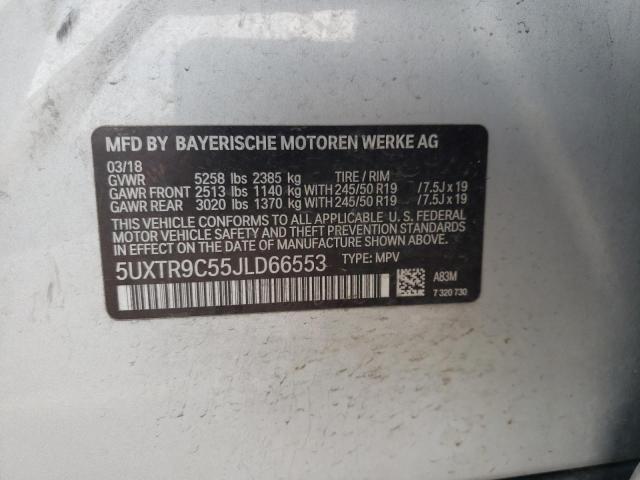 MFD BY BAYERISCHE MOTOREN WERKE AG
03/18
GVWR 5258 lbs 2385 kg TIRE / RIM
GAWR FRONT 2513 lbs 1140 kg WITH 245/50 R19 /7.5J x 19
GAWR REAR 3020 lbs 1370 kg WITH 245/50 R19 /7.5J x 19
THIS VEHICLE CONFORMS TO ALL APPLICABLE U. S. FEDERAL
MOTOR VEHICLE SAFETY AND THEFT PREVENTION STANDARDS
IN EFFECT ON THE DATE OF MANUFACTURE SHOWN ABOVE.
5UXTR9C55JLD66553 TYPE: MPV
A83M
7 320 730